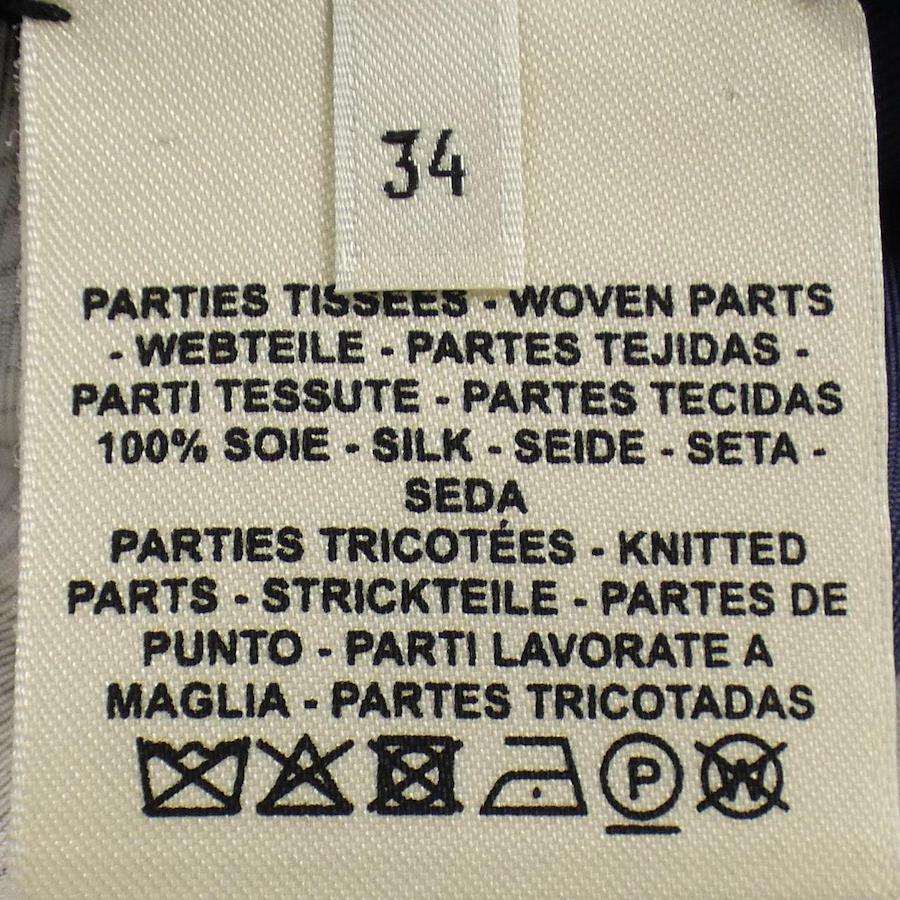 34
PARTIES TISSÉES - WOVEN PARTS
- WEBTEILE - PARTES TEJIDAS -
PARTI TESSUTE - PARTES TECIDAS
100% SOIE - SILK - SEIDE - SETA -
SEDA
PARTIES TRICOTÉES - KNITTED
PARTS - STRICKTEILE - PARTES DE
PUNTO - PARTI LAVORATE A
MAGLIA - PARTES TRICOTADAS
P W